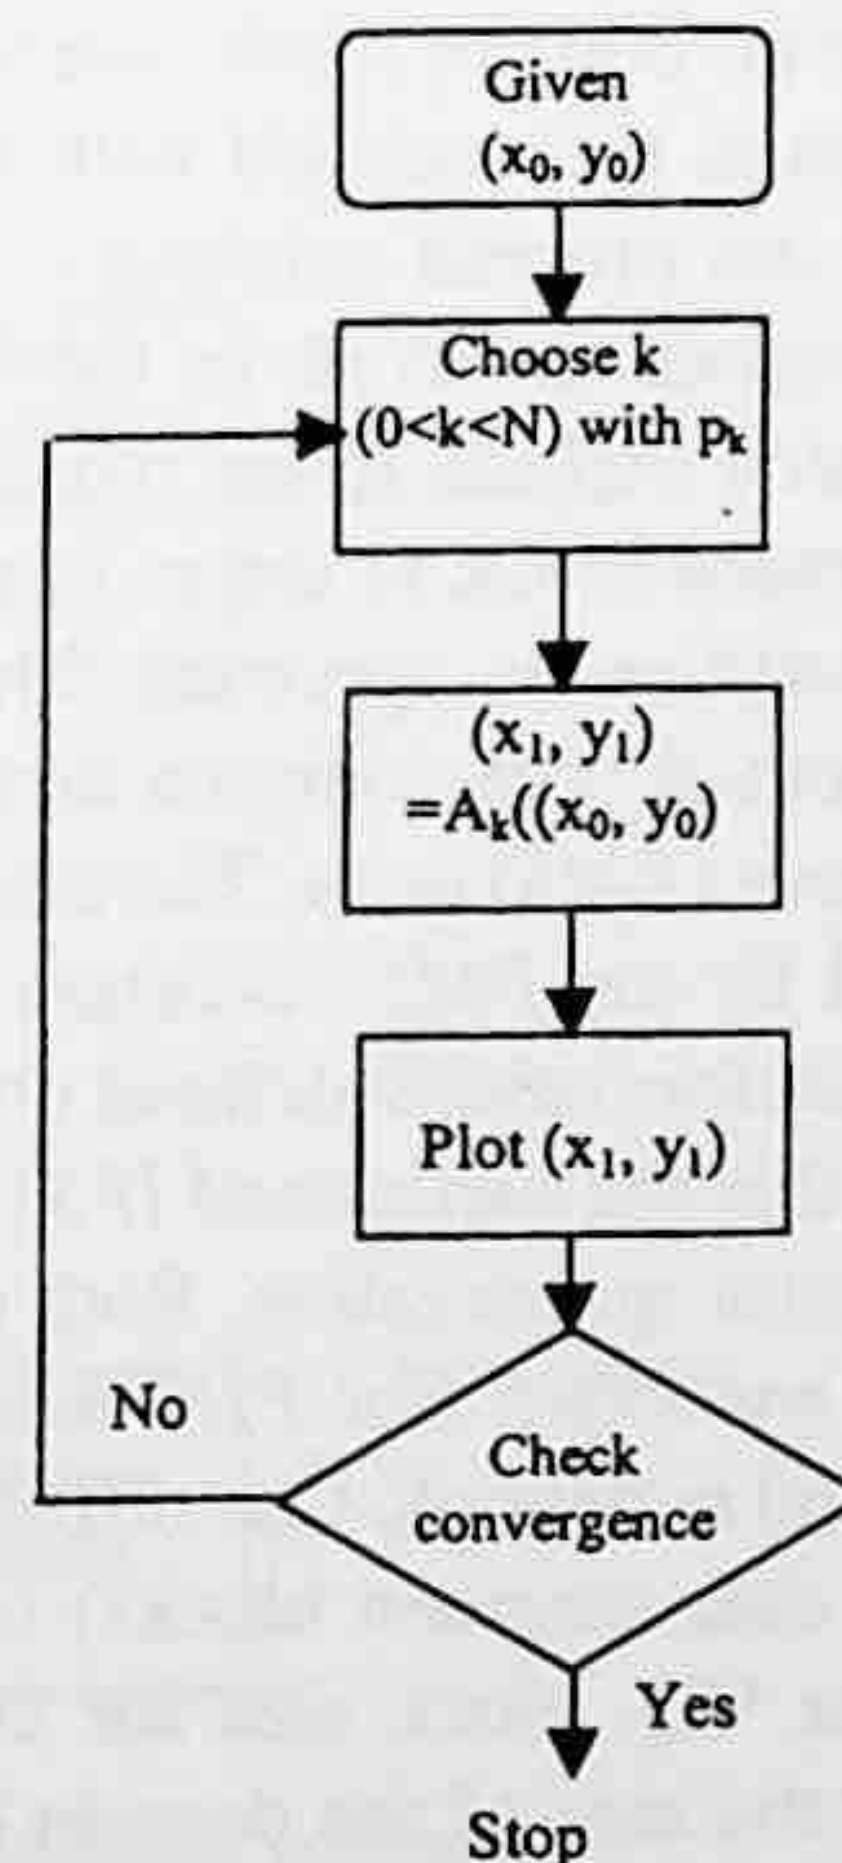 Given
(x₀, y₀)
Choose k
(0<k<N) with pₖ
(x₁, y₁)
=Aₖ((x₀, y₀)
Plot (x₁, y₁)
No
Check
convergence
Yes
Stop